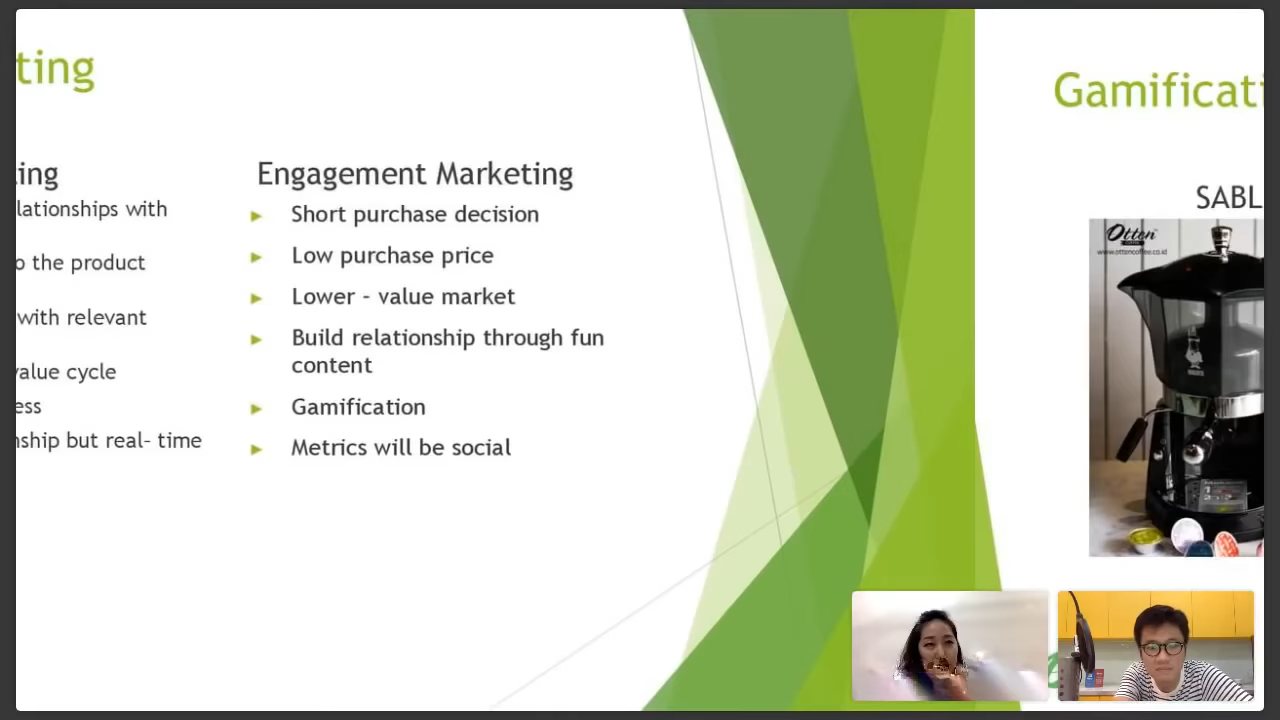 ting
ing
lationships with
o the product
with relevant
value cycle
ess
nship but real- time
Engagement Marketing
Short purchase decision
Low purchase price
Lower - value market
Build relationship through fun
content
Gamification
Metrics will be social
Gamificati
SABL
Otten
COFFEE
www.ottencoffee.co.id